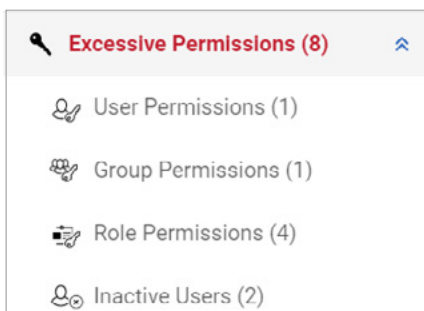 Excessive Permissions (8)
User Permissions (1)
Group Permissions (1)
Role Permissions (4)
Inactive Users (2)